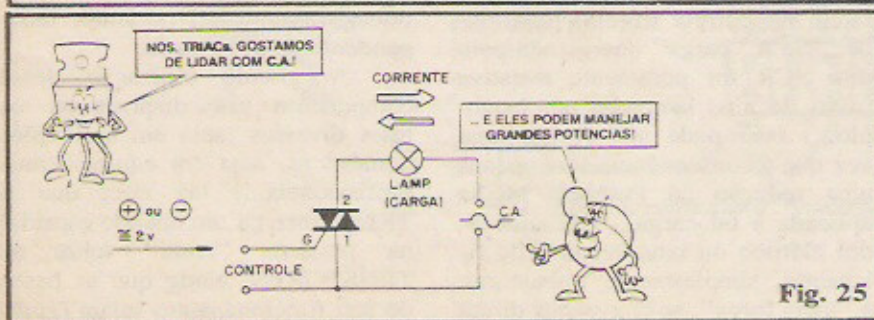 NOS, TRIACs, GOSTAMOS
DE LIDAR COM C.A.!
CORRENTE
... E ELES PODEM MANEJAR
GRANDES POTENCIAS!
LAMP
(CARGA)
C.A.
+ ou -
≅ 2 v
2
G
1
CONTROLE
Fig. 25